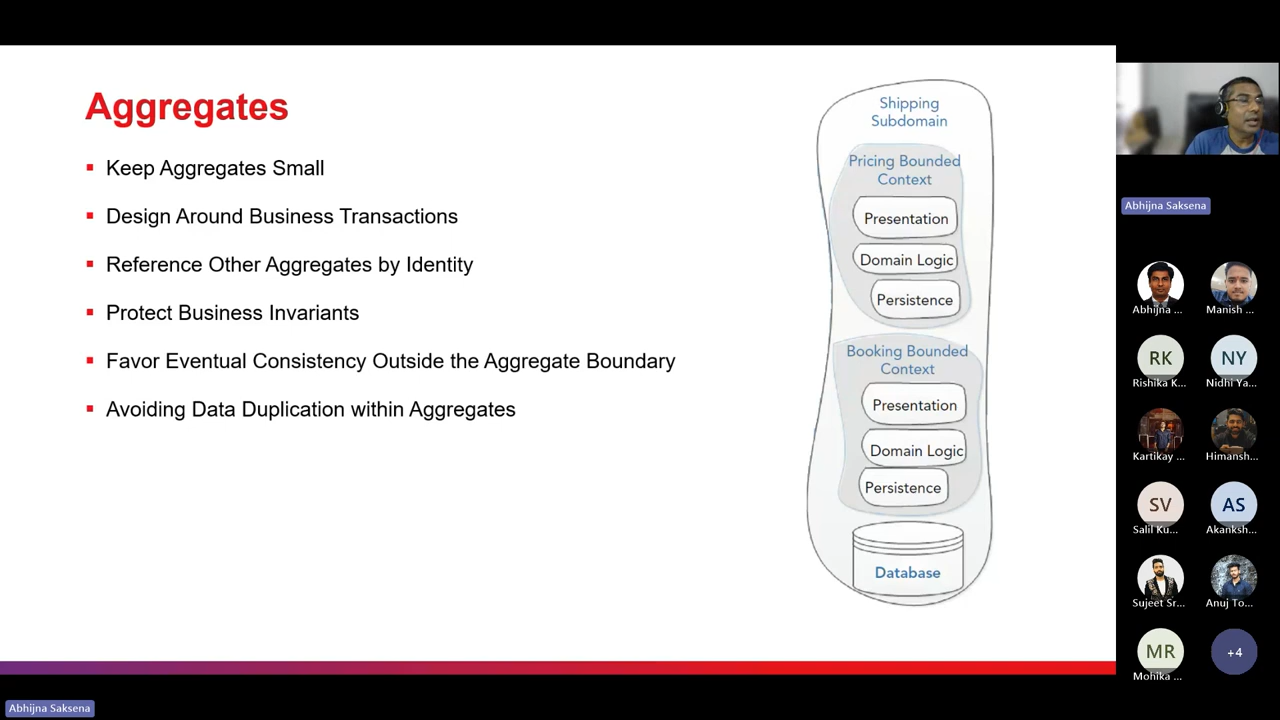 Aggregates
Keep Aggregates Small
Design Around Business Transactions
Reference Other Aggregates by Identity
Protect Business Invariants
Favor Eventual Consistency Outside the Aggregate Boundary
Avoiding Data Duplication within Aggregates
Shipping
Subdomain
Pricing Bounded
Context
Presentation
Domain Logic
Persistence
Booking Bounded
Context
Presentation
Domain Logic
Persistence
Database
Abhijna Saksena
Abhijna ...
Manish ...
RK
NY
Rishika K...
Nidhi Ya...
Kartikay ...
Himansh...
SV
AS
Salil Ku...
Akanksh...
Sujeet Sr...
Anuj To...
MR
+4
Mohika ...
Abhijna Saksena